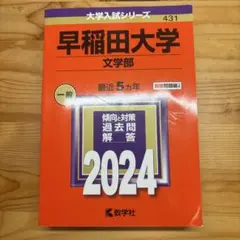 大学入試シリーズ
431
早稲田大学
文学部
最近5カ年
一般
傾向と対策
過去問
解答
2024
教学社